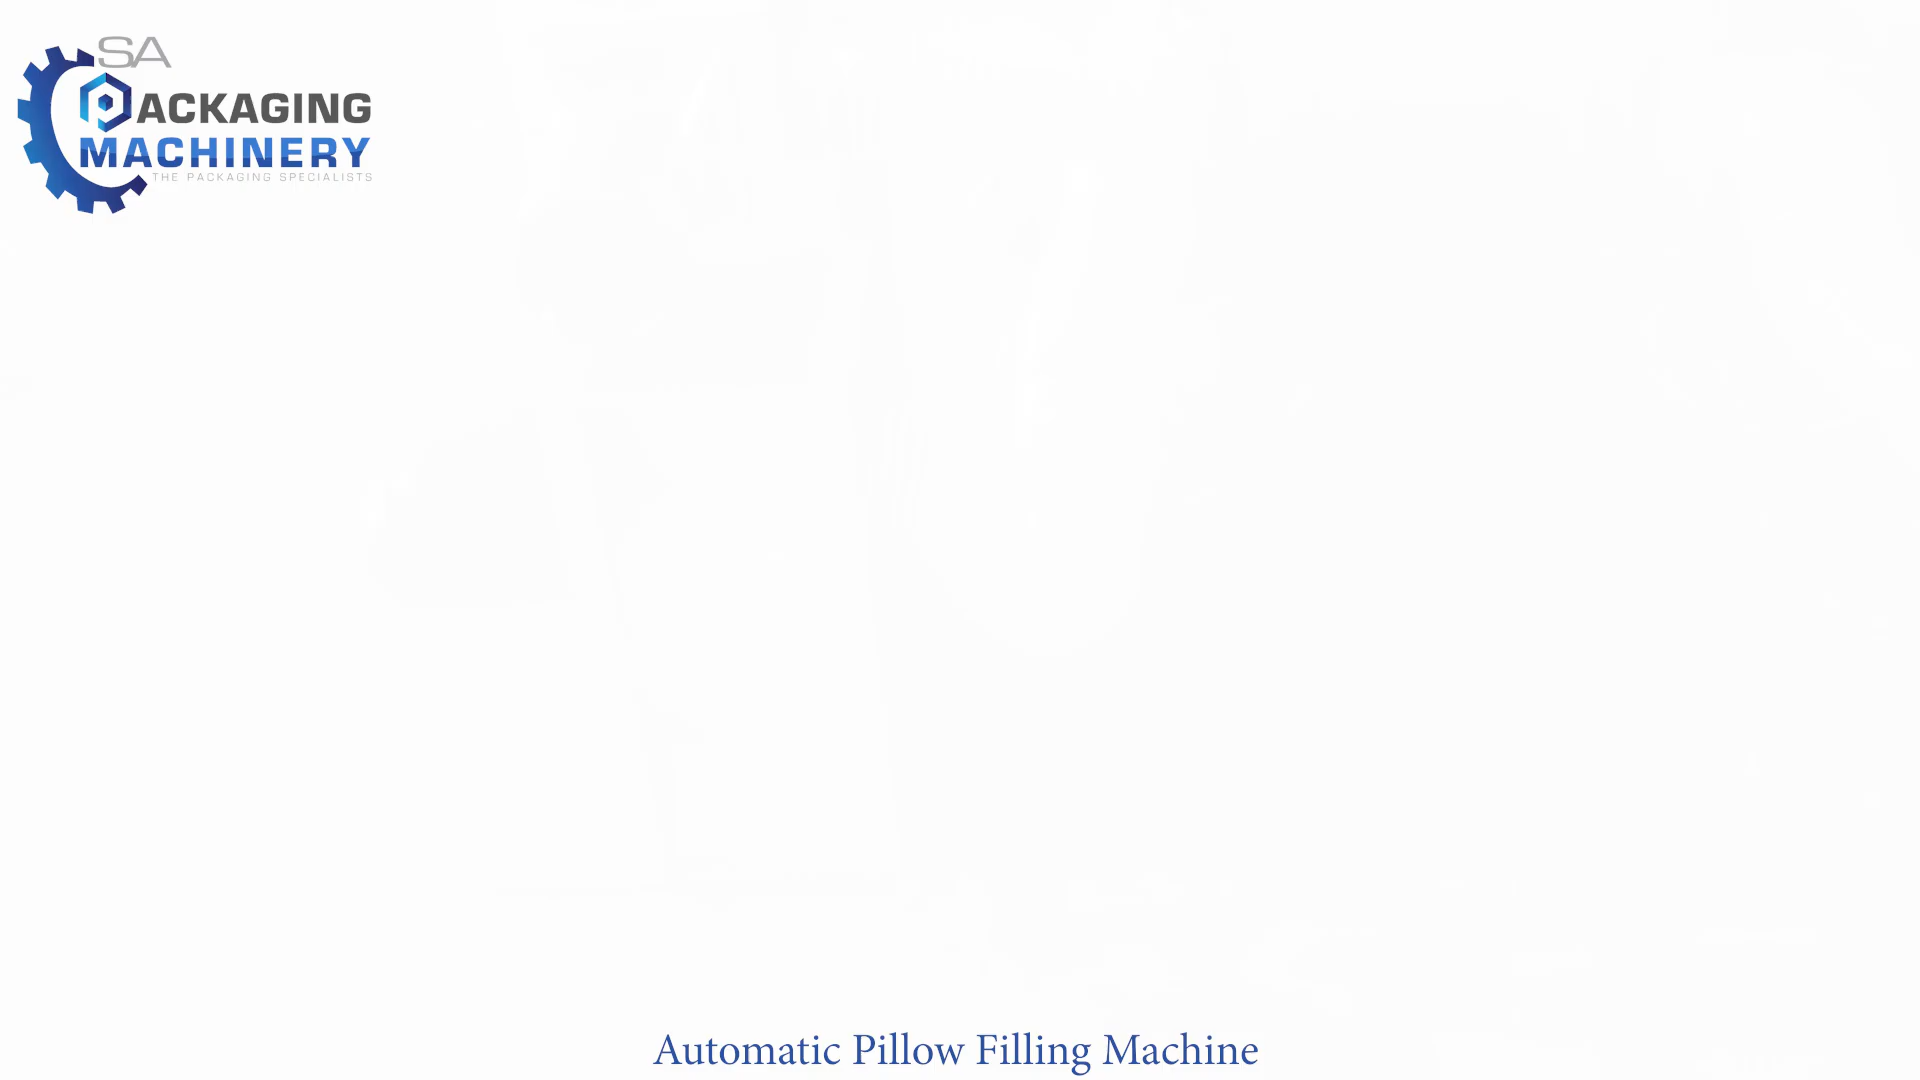 SA
PACKAGING
MACHINERY
THE PACKAGING SPECIALISTS
Automatic Pillow Filling Machine